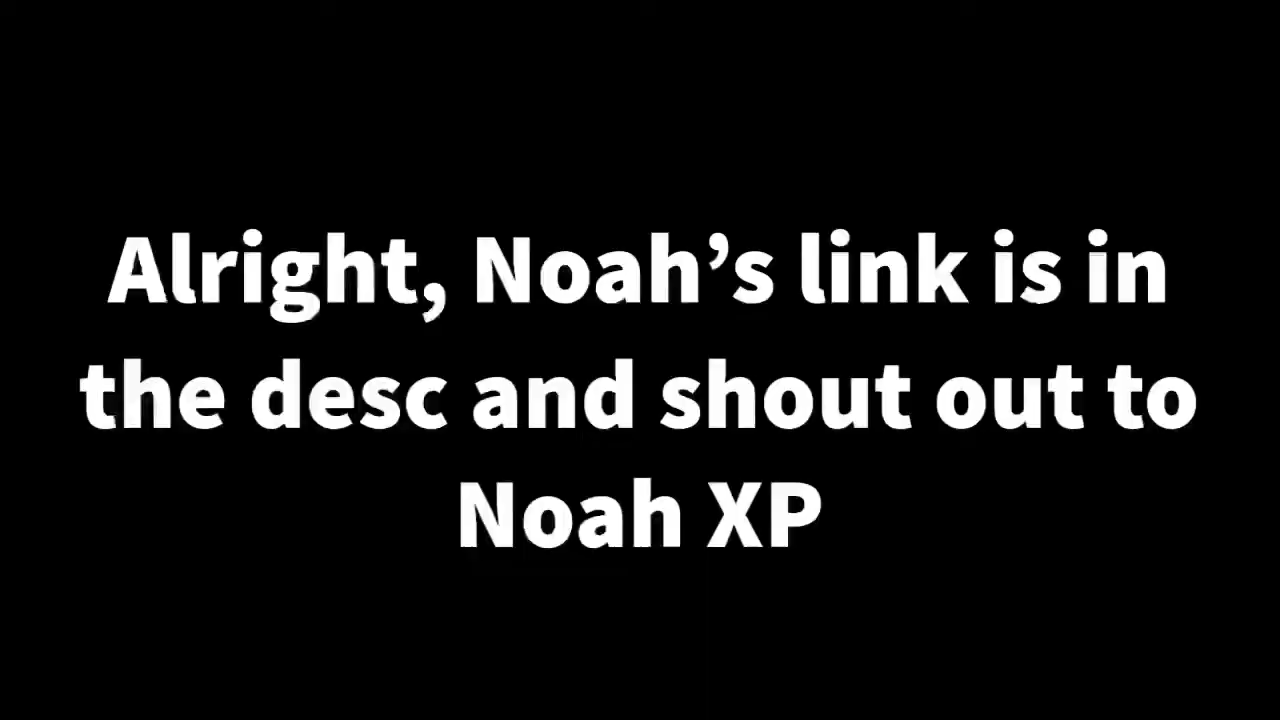 Alright, Noah’s link is in
the desc and shout out to
Noah XP